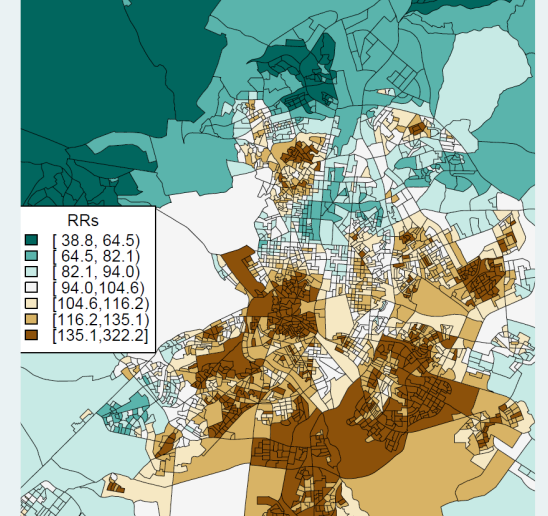 RRs
[ 38.8, 64.5)
[ 64.5, 82.1)
[ 82.1, 94.0)
[ 94.0,104.6)
[104.6,116.2)
[116.2,135.1)
[135.1,322.2]